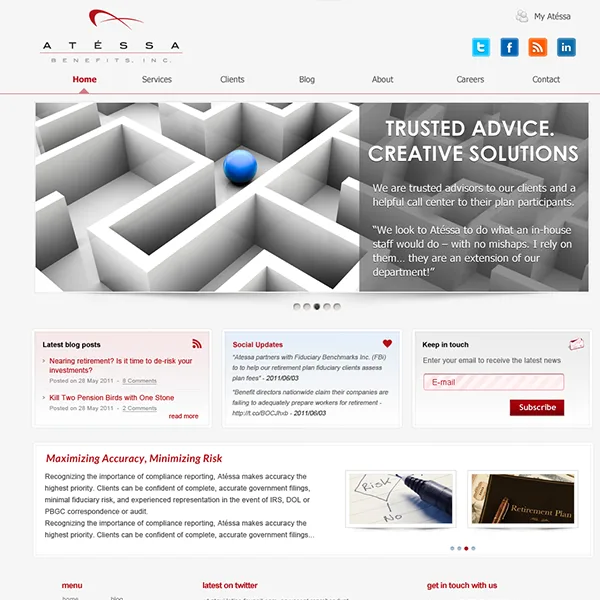 ATÉSSA
BENEFITS, INC.
My Atéssa
Home Services Clients Blog About Careers Contact
TRUSTED ADVICE.
CREATIVE SOLUTIONS
We are trusted advisors to our clients and a
helpful call center to their plan participants.
“We look to Atéssa to do what an in-house
staff would do – with no mishaps. I rely on
them... they are an extension of our
department!”
Latest blog posts
Nearing retirement? Is it time to de-risk your
investments?
Posted on 28 May 2011 - 9 Comments
Kill Two Pension Birds with One Stone
Posted on 28 May 2011 - 2 Comments
read more
Social Updates
"Atessa partners with Fiduciary Benchmarks Inc. (FBi)
to to help our retirement plan fiduciary clients assess
plan fees" - 2011/06/03
"Benefit directors nationwide claim their companies are
failing to adequately prepare workers for retirement -
http://t.co/BOCJhxb - 2011/06/03
Keep in touch
Enter your email to receive the latest news
E-mail
Subscribe
Maximizing Accuracy, Minimizing Risk
Recognizing the importance of compliance reporting, Atéssa makes accuracy the
highest priority. Clients can be confident of complete, accurate government filings,
minimal fiduciary risk, and experienced representation in the event of IRS, DOL or
PBGC correspondence or audit.
Recognizing the importance of compliance reporting, Atéssa makes accuracy the
highest priority. Clients can be confident of complete, accurate government filings...
Risk
No
Retirement Plan
menu
home blog
latest on twitter
get in touch with us